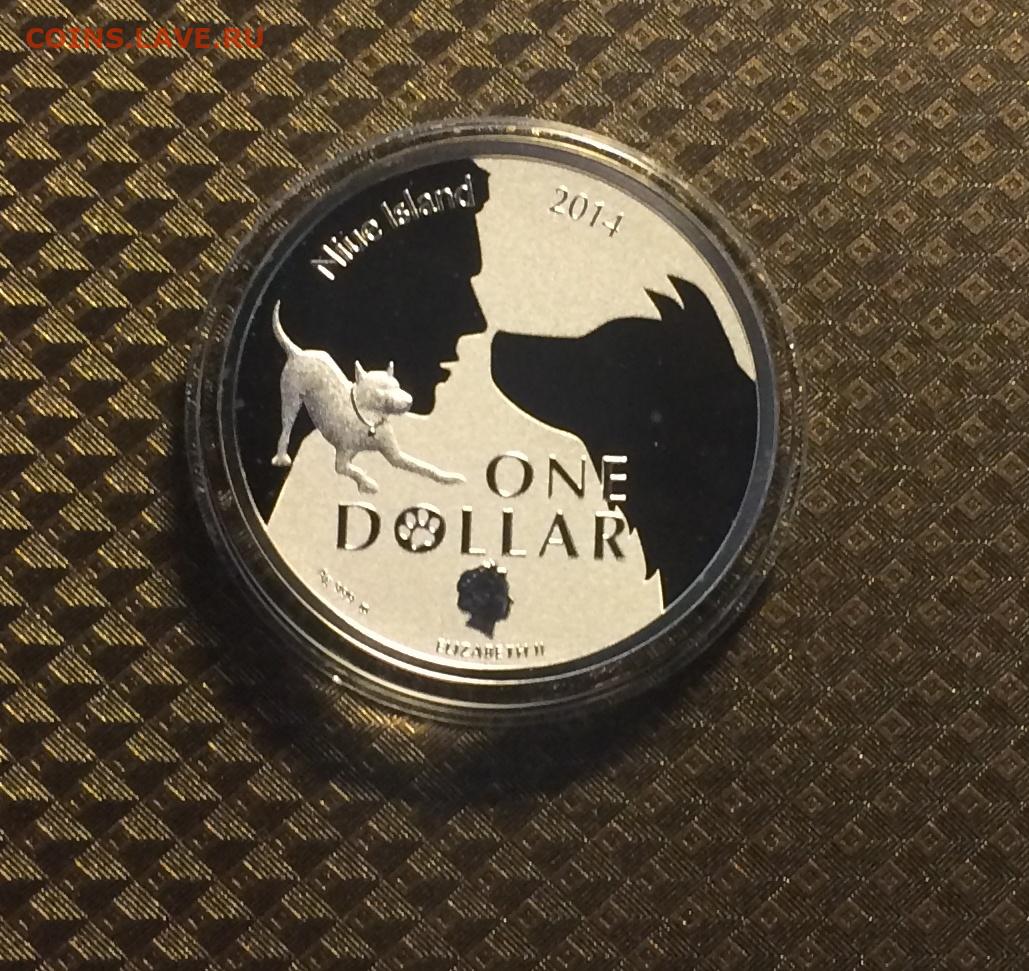 COINS.LAVE.RU
Niue Island
2014
ONE
DOLLAR
ELIZABETH II